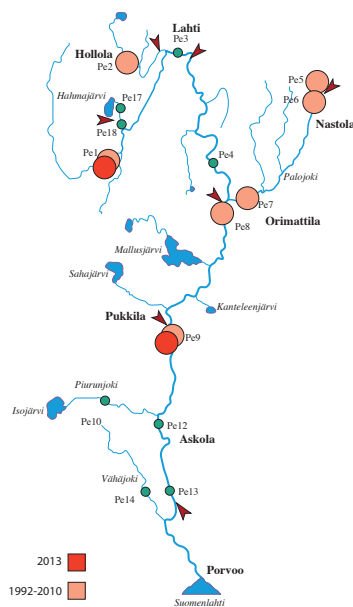 Lahti
Pe3
Hollola
Pe2
Hahmajärvi
Pe17
Pe18
Pe5
Pe6
Nastola
Pe1
Pe4
Palojoki
Pe7
Orimattila
Pe8
Mallusjärvi
Sahajärvi
Kanteleenjärvi
Pukkila
Pe9
Piurunjoki
Isojärvi
Pe10
Pe12
Askola
Vähäjoki
Pe14
Pe13
2013
1992-2010
Porvoo
Suomenlahti